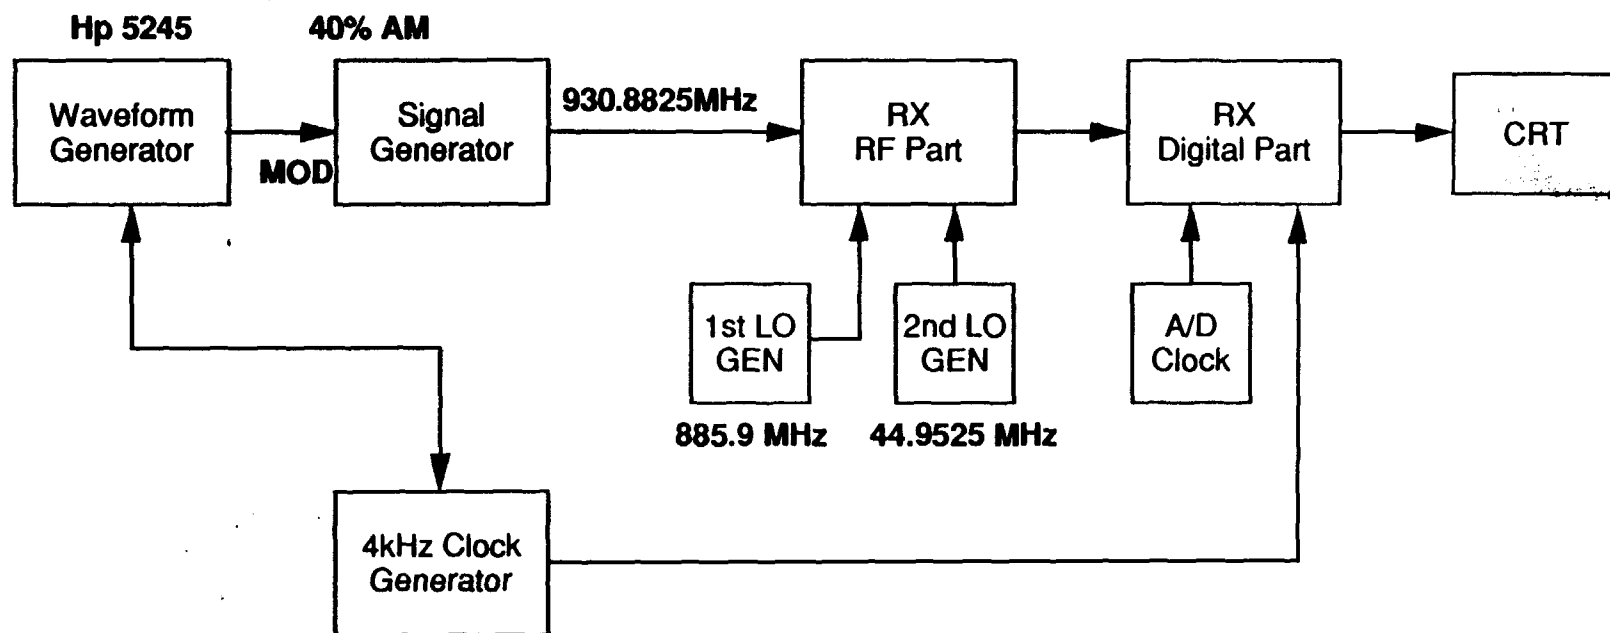 Hp 5245
40% AM
Waveform
Generator
MOD
Signal
Generator
930.8825MHz
RX
RF Part
RX
Digital Part
CRT
1st LO
GEN
885.9 MHz
2nd LO
GEN
44.9525 MHz
A/D
Clock
4kHz Clock
Generator